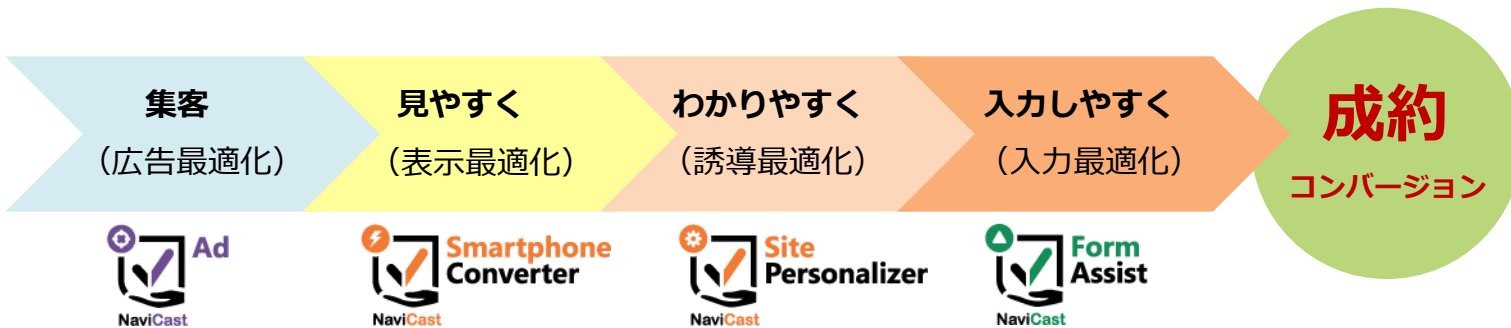 集客
（広告最適化）
見やすく
（表示最適化）
わかりやすく
（誘導最適化）
入力しやすく
（入力最適化）
成約
コンバージョン
Ad
NaviCast
Smartphone
Converter
NaviCast
Site
Personalizer
NaviCast
Form
Assist
NaviCast